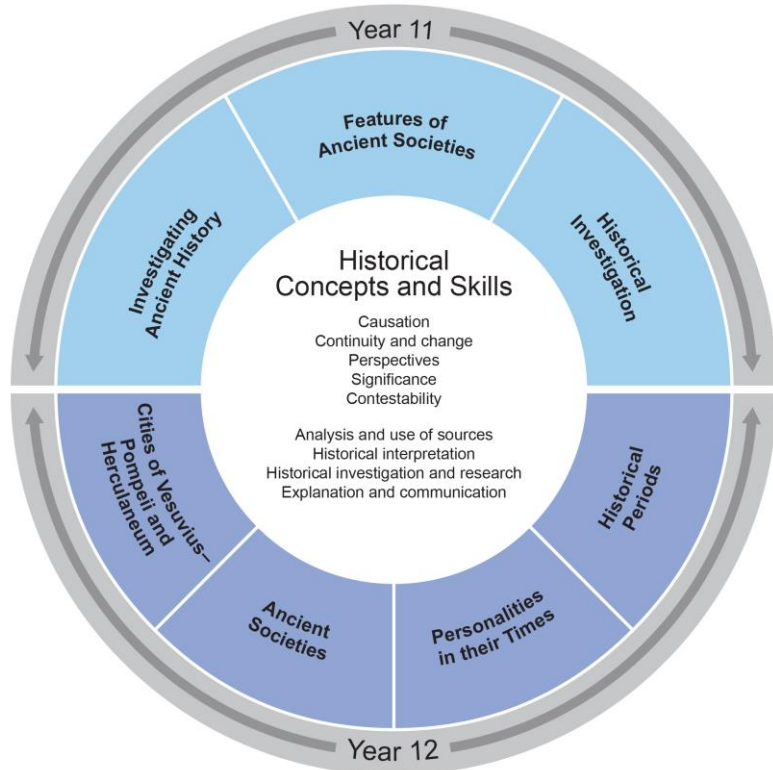 Year 11
Investigating
Ancient History
Features of
Ancient Societies
Historical
Investigation
Historical
Concepts and Skills
Causation
Continuity and change
Perspectives
Significance
Contestability
Analysis and use of sources
Historical interpretation
Historical investigation and research
Explanation and communication
Cities of Vesuvius–
Pompeii and
Herculaneum
Ancient
Societies
Personalities
in their Times
Historical
Periods
Year 12